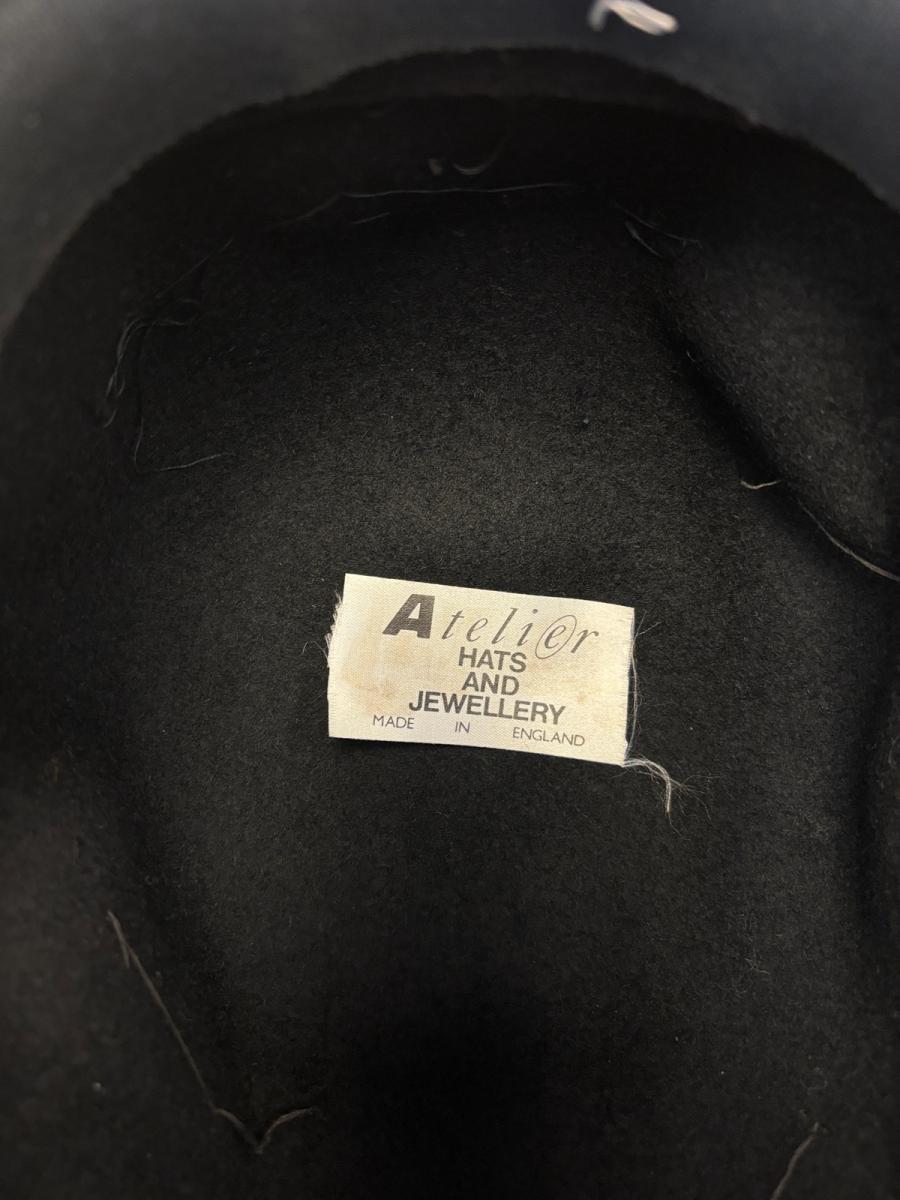 Atelier
HATS
AND
JEWELLERY
MADE IN ENGLAND